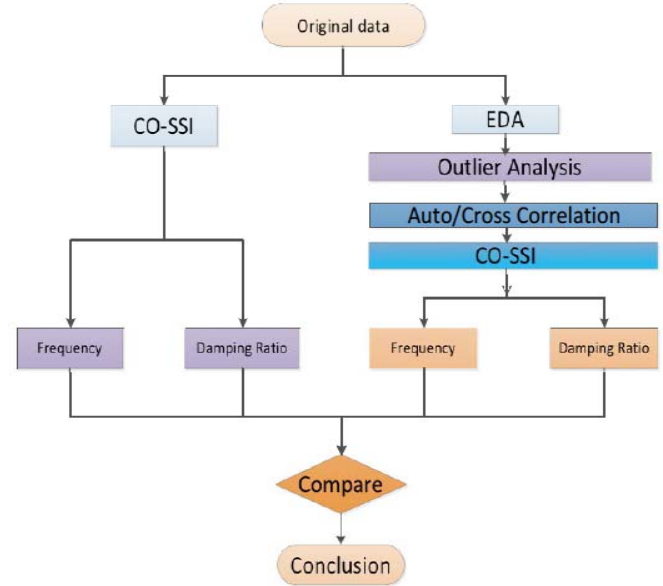 Original data
CO-SSI
EDA
Outlier Analysis
Auto/Cross Correlation
CO-SSI
Frequency
Damping Ratio
Frequency
Damping Ratio
Compare
Conclusion